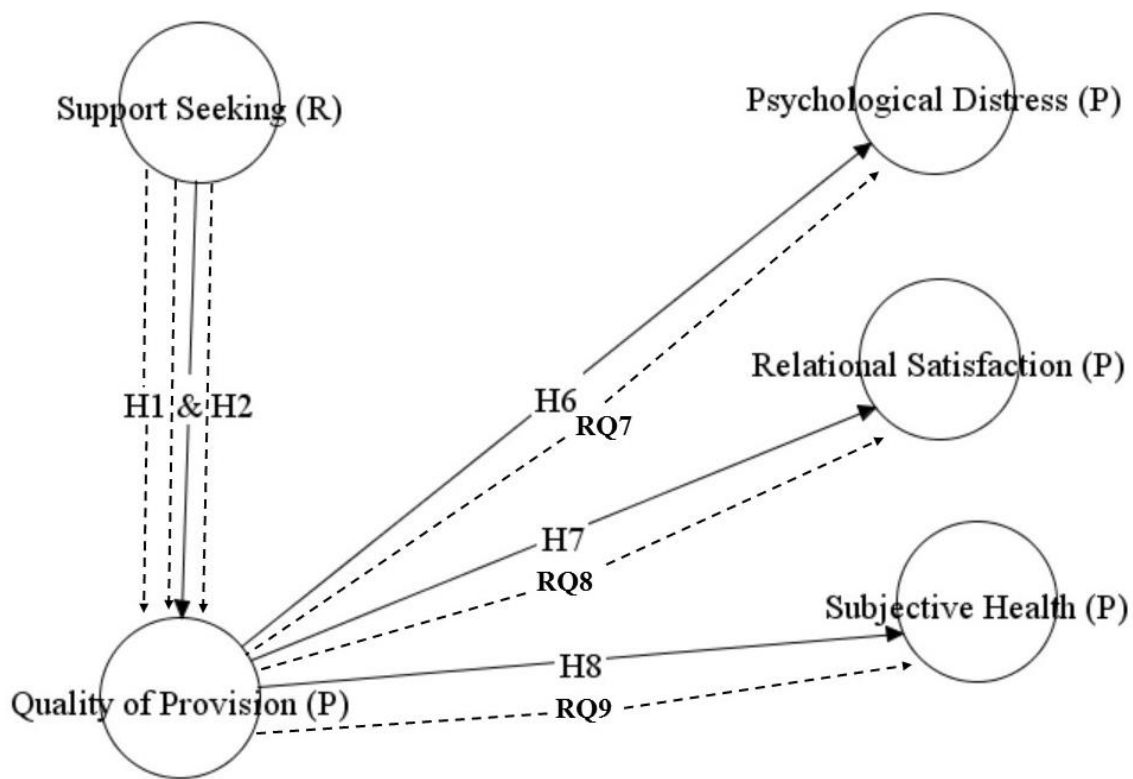 Support Seeking (R)
Psychological Distress (P)
Relational Satisfaction (P)
H1 & H2
H6
RQ7
H7
RQ8
Subjective Health (P)
H8
Quality of Provision (P)
RQ9